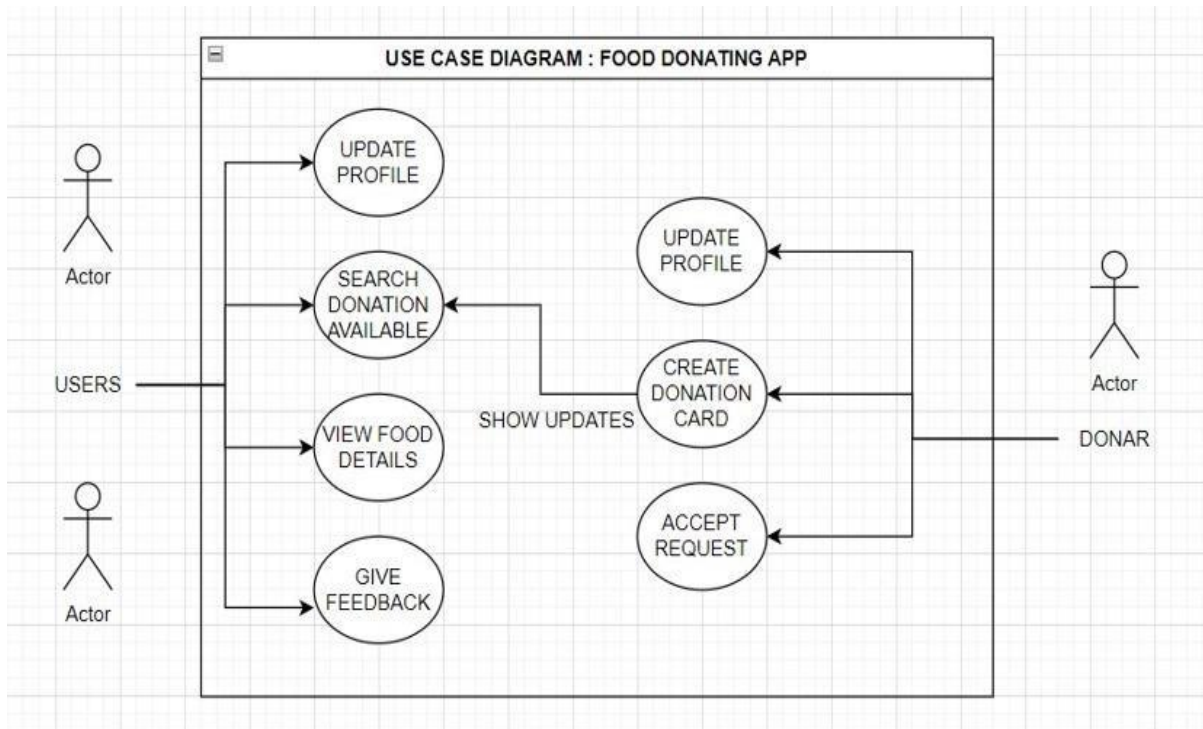 USE CASE DIAGRAM : FOOD DONATING APP
UPDATE
PROFILE
Actor
SEARCH
DONATION
AVAILABLE
USERS
VIEW FOOD
DETAILS
GIVE
FEEDBACK
Actor
SHOW UPDATES
UPDATE
PROFILE
CREATE
DONATION
CARD
ACCEPT
REQUEST
Actor
DONAR